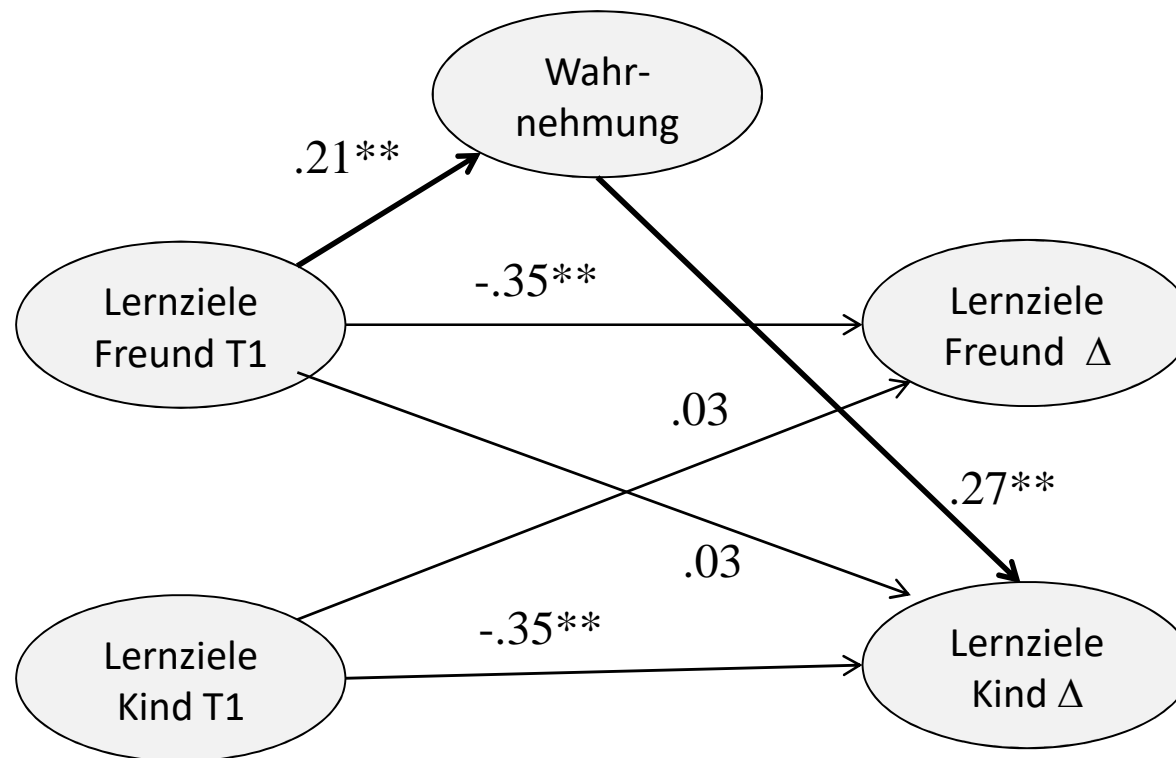 Wahr-
nehmung
.21**
Lernziele
Freund T1
-.35**
Lernziele
Freund Δ
.03
.27**
.03
Lernziele
Kind T1
-.35**
Lernziele
Kind Δ